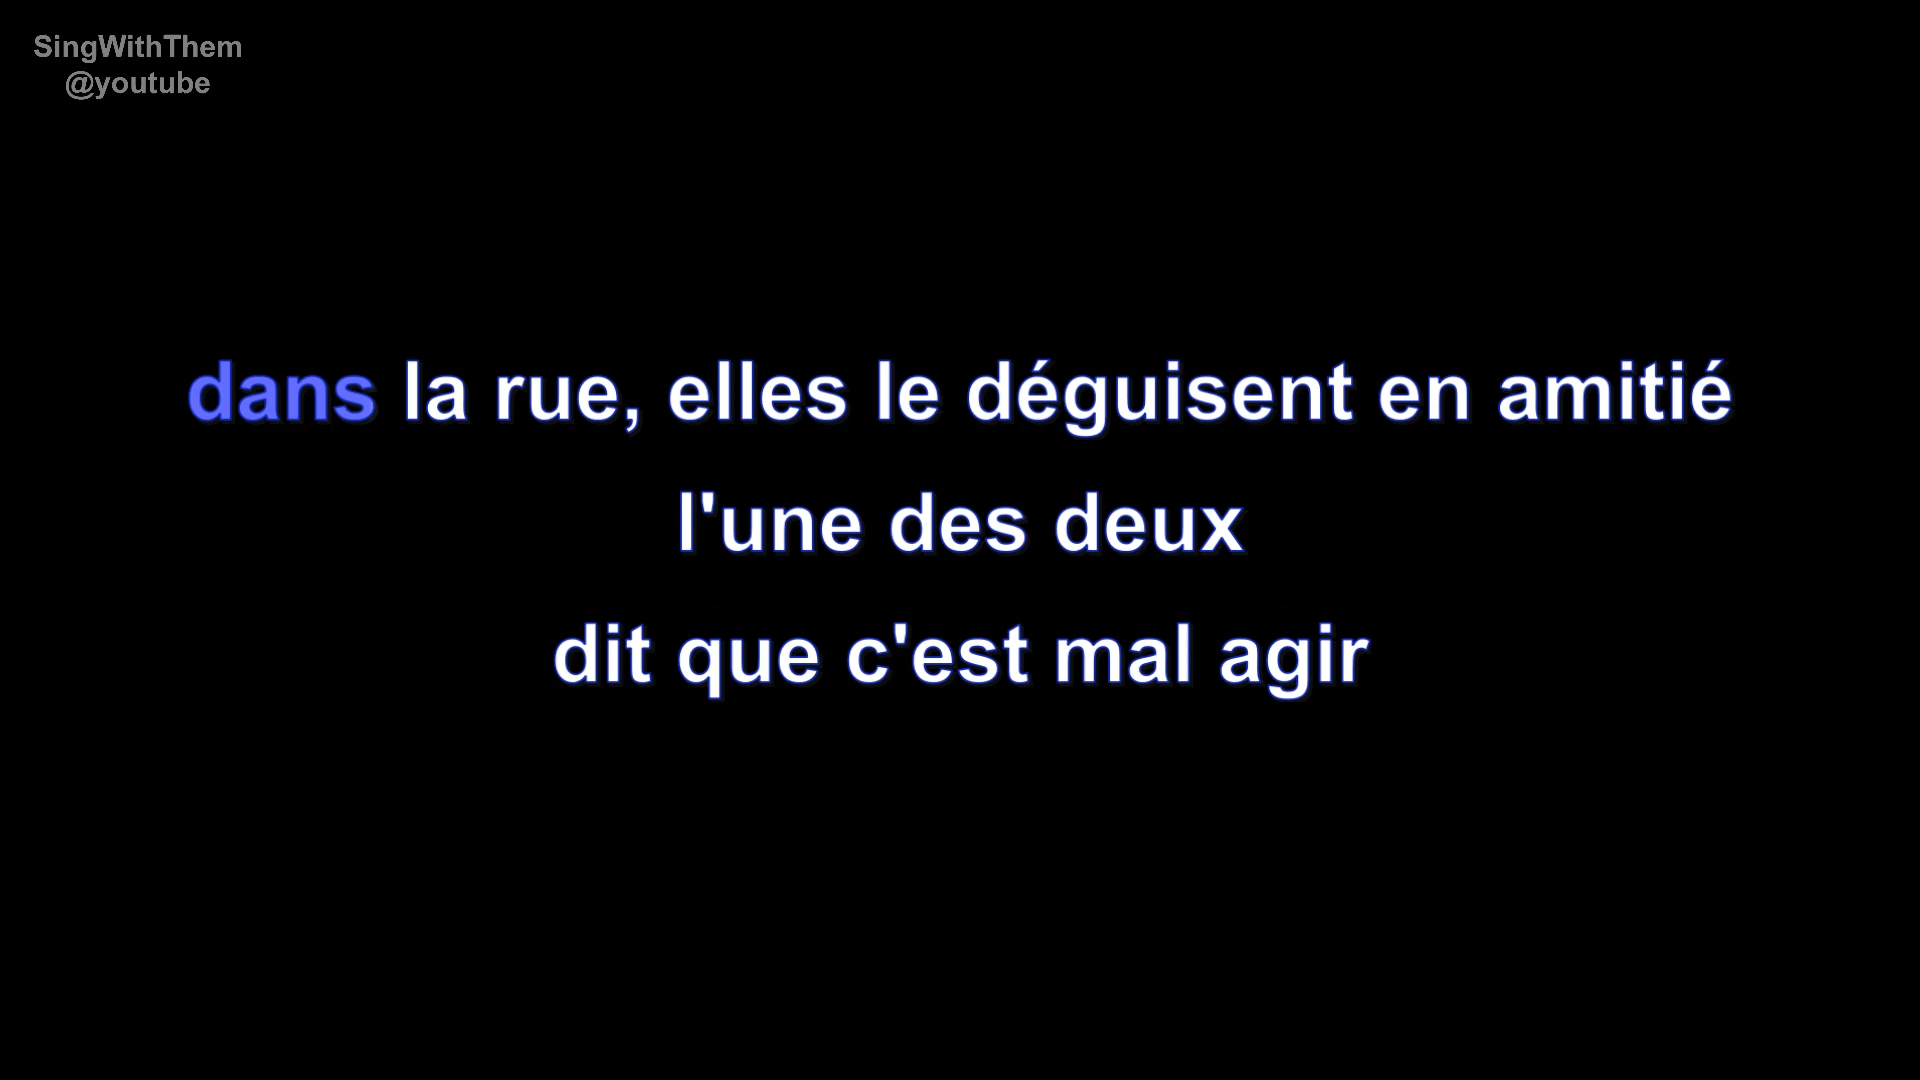 SingWithThem
@youtube
dans la rue, elles le déguisent en amitié
l'une des deux
dit que c'est mal agir